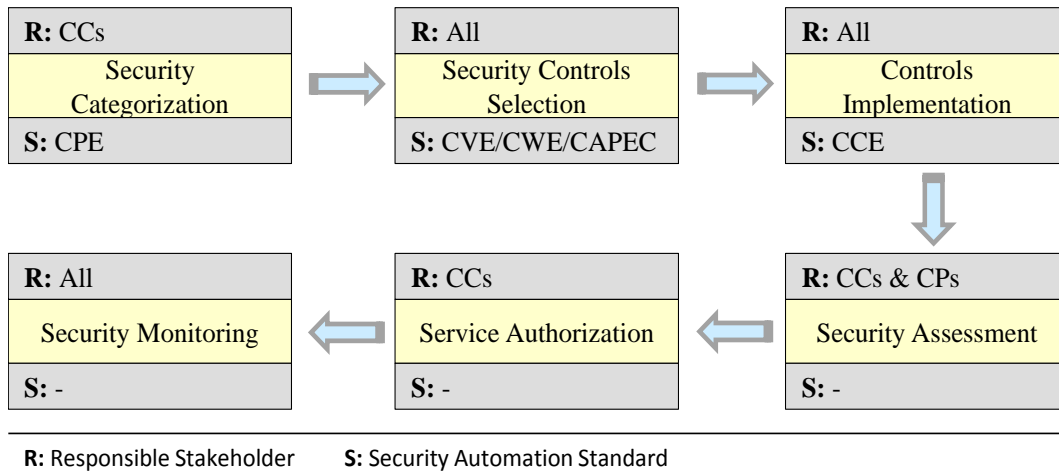 R: CCs
Security
Categorization
S: CPE
R: All
Security Controls
Selection
S: CVE/CWE/CAPEC
R: All
Controls
Implementation
S: CCE
R: All
Security Monitoring
S: -
R: CCs
Service Authorization
S: -
R: CCs & CPs
Security Assessment
S: -
R: Responsible Stakeholder S: Security Automation Standard